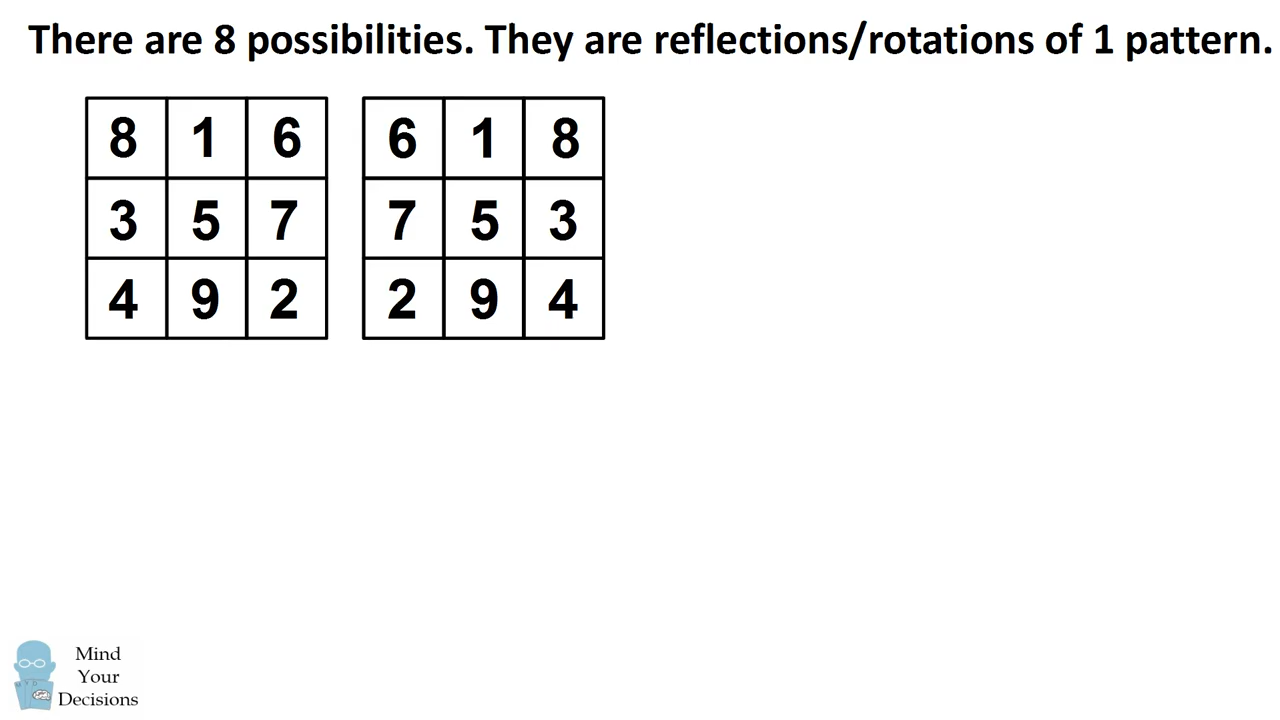 There are 8 possibilities. They are reflections/rotations of 1 pattern.
8 1 6 6 1 8
3 5 7 7 5 3
4 9 2 2 9 4
Mind
Your
Decisions